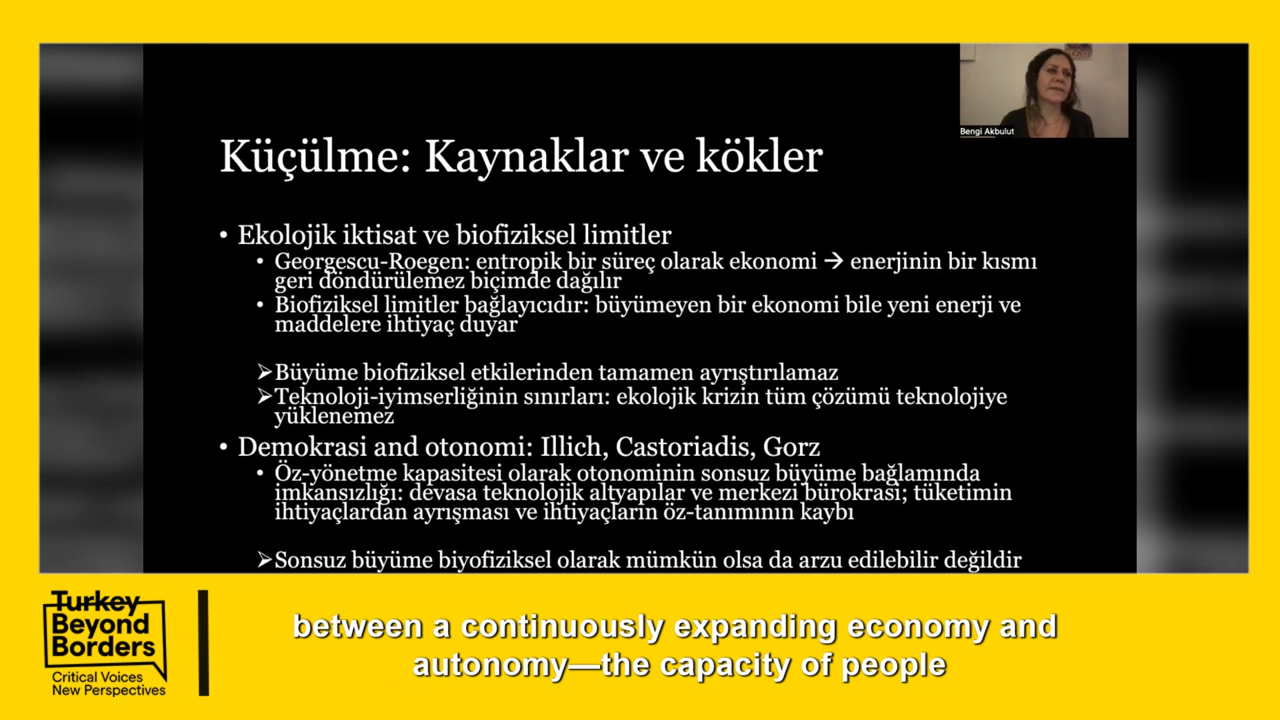 Bengi Akbulut
Küçülme: Kaynaklar ve kökler
• Ekolojik iktisat ve biofiziksel limitler
• Georgescu-Roegen: entropik bir süreç olarak ekonomi → enerjinin bir kısmı
geri döndürülemez biçimde dağılır
• Biofiziksel limitler bağlayıcıdır: büyümeyen bir ekonomi bile yeni enerji ve
maddelere ihtiyaç duyar
➢Büyüme biofiziksel etkilerinden tamamen ayrıştırılamaz
➢Teknoloji-iyimserliğinin sınırları: ekolojik krizin tüm çözümü teknolojiye
yüklenemez
• Demokrasi and otonomi: Illich, Castoriadis, Gorz
• Öz-yönetme kapasitesi olarak otonominin sonsuz büyüme bağlamında
imkansızlığı: devasa teknolojik altyapılar ve merkezi bürokrasi; tüketimin
ihtiyaçlardan ayrışması ve ihtiyaçların öz-tanımının kaybı
➢Sonsuz büyüme biyofiziksel olarak mümkün olsa da arzu edilebilir değildir
Turkey
Beyond
Borders
Critical Voices
New Perspectives
between a continuously expanding economy and
autonomy—the capacity of people